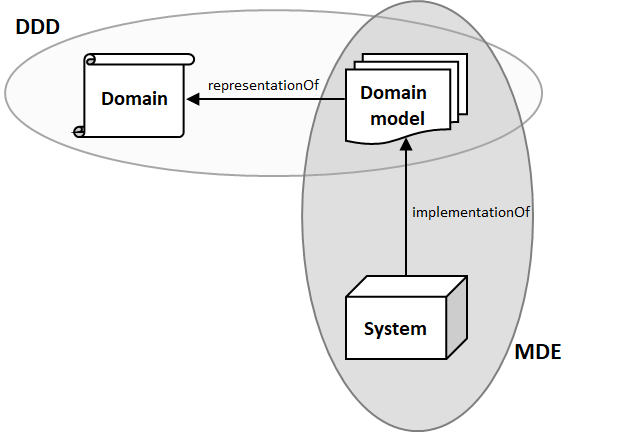 DDD
Domain
representationOf
Domain
model
implementationOf
System
MDE